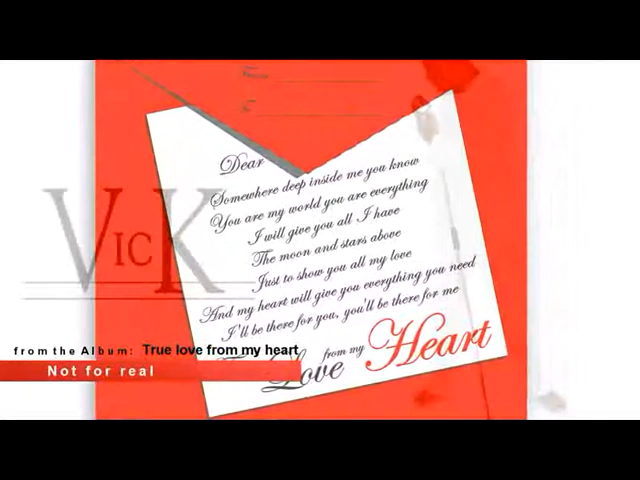 Dear
Somewhere deep inside me you know
You are my world you are everything
I will give you all I have
The moon and stars above
Just to show you all my love
And my heart will give you everything you need
I'll be there for you, you'll be there for me
Love from my Heart
VicK
from the Album: True love from my heart
Not for real